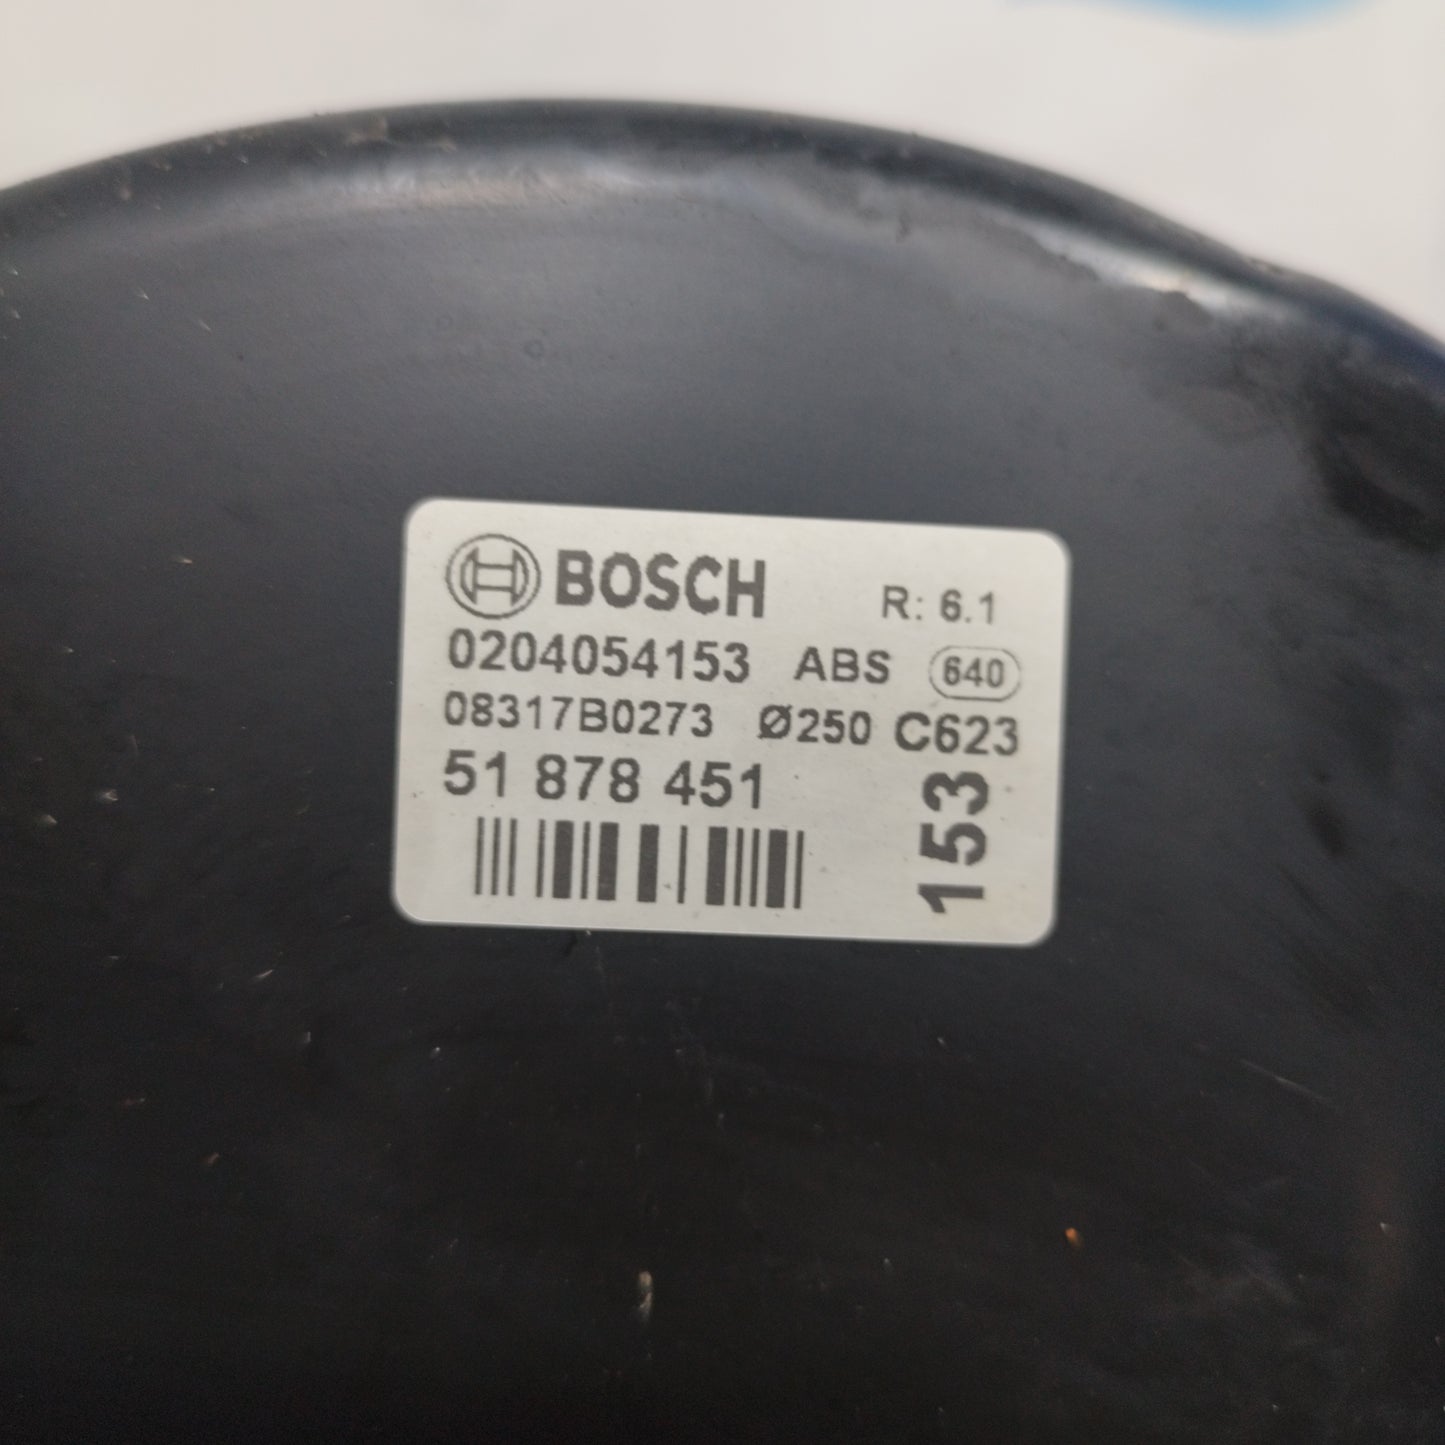 BOSCH R: 6.1
0204054153 ABS 640
08317B0273 Ø250 C623
51 878 451
153